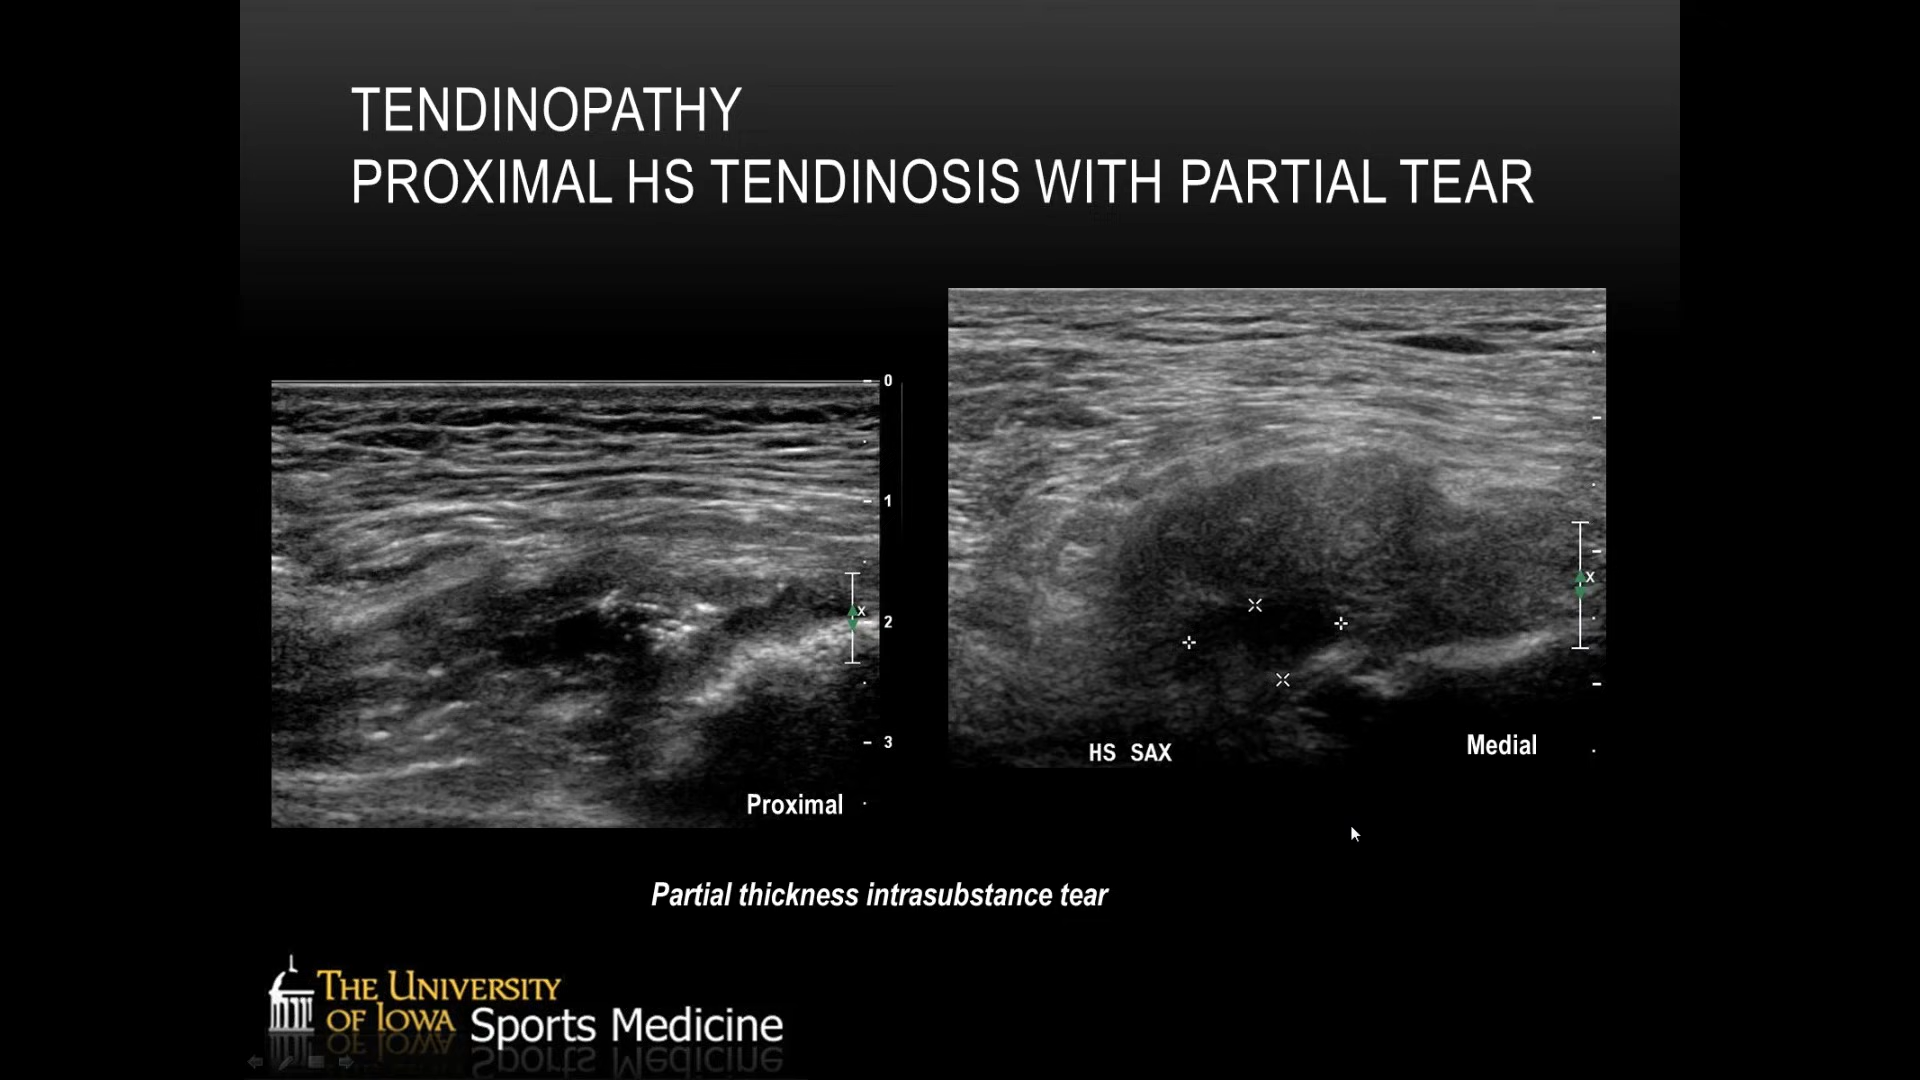 TENDINOPATHY
PROXIMAL HS TENDINOSIS WITH PARTIAL TEAR
0
1
x
2
3
Proximal
x
HS SAX
Medial
Partial thickness intrasubstance tear
THE UNIVERSITY
OF IOWA Sports Medicine